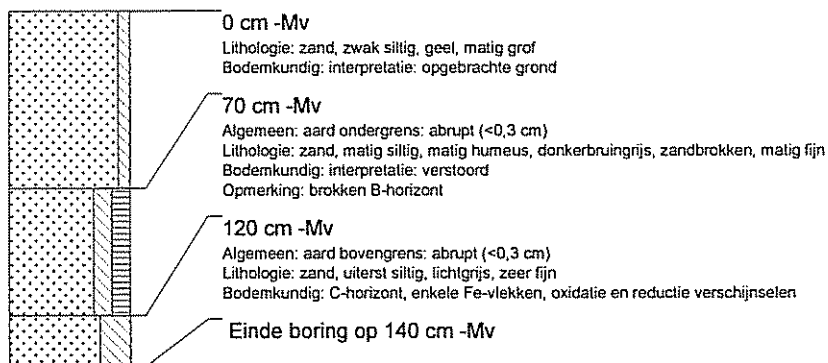 0 cm -Mv
Lithologie: zand, zwak siltig, geel, matig grof
Bodemkundig: interpretatie: opgebrachte grond
70 cm -Mv
Algemeen: aard ondergrens: abrupt (<0,3 cm)
Lithologie: zand, matig siltig, matig humeus, donkerbruingrijs, zandbrokken, matig fijn
Bodemkundig: interpretatie: verstoord
Opmerking: brokken B-horizont
120 cm -Mv
Algemeen: aard bovengrens: abrupt (<0,3 cm)
Lithologie: zand, uiterst siltig, lichtgrijs, zeer fijn
Bodemkundig: C-horizont, enkele Fe-vlekken, oxidatie en reductie verschijnselen
Einde boring op 140 cm -Mv